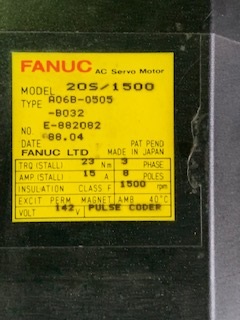 FANUC AC Servo Motor
MODEL 20S/1500
TYPE A06B-0505
-B032
NO. E-882082
DATE 88.04
PAT PEND
FANUC LTD MADE IN JAPAN
TRQ (STALL) 23 Nm 3 PHASE
AMP (STALL) 15 A 8 POLES
INSULATION CLASS F 1500 rpm
EXCIT PERM MAGNET AMB 40°C
VOLT 142 V PULSE CODER